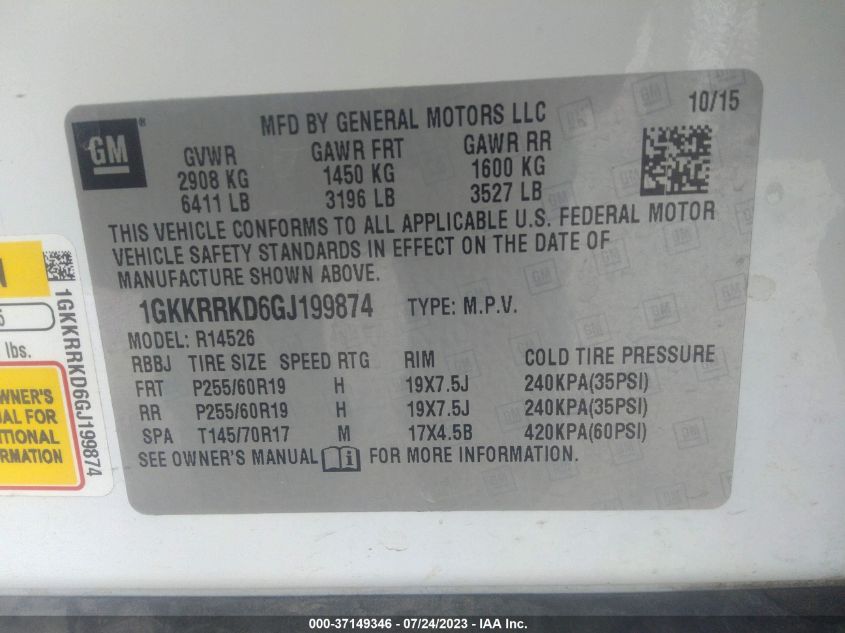 GM
®
MFD BY GENERAL MOTORS LLC
10/15
GVWR GAWR FRT GAWR RR
2908 KG 1450 KG 1600 KG
6411 LB 3196 LB 3527 LB
THIS VEHICLE CONFORMS TO ALL APPLICABLE U.S. FEDERAL MOTOR
VEHICLE SAFETY STANDARDS IN EFFECT ON THE DATE OF
MANUFACTURE SHOWN ABOVE.
1GKKRRKD6GJ199874 TYPE: M.P.V.
MODEL: R14526
RBBJ TIRE SIZE SPEED RTG RIM COLD TIRE PRESSURE
FRT P255/60R19 H 19X7.5J 240KPA(35PSI)
RR P255/60R19 H 19X7.5J 240KPA(35PSI)
SPA T145/70R17 M 17X4.5B 420KPA(60PSI)
SEE OWNER'S MANUAL i FOR MORE INFORMATION.
lbs.
WNER'S
UAL FOR
ITIONAL
RMATION
1GKKRRKD6GJ199874
000-37149346 - 07/24/2023 - IAA Inc.